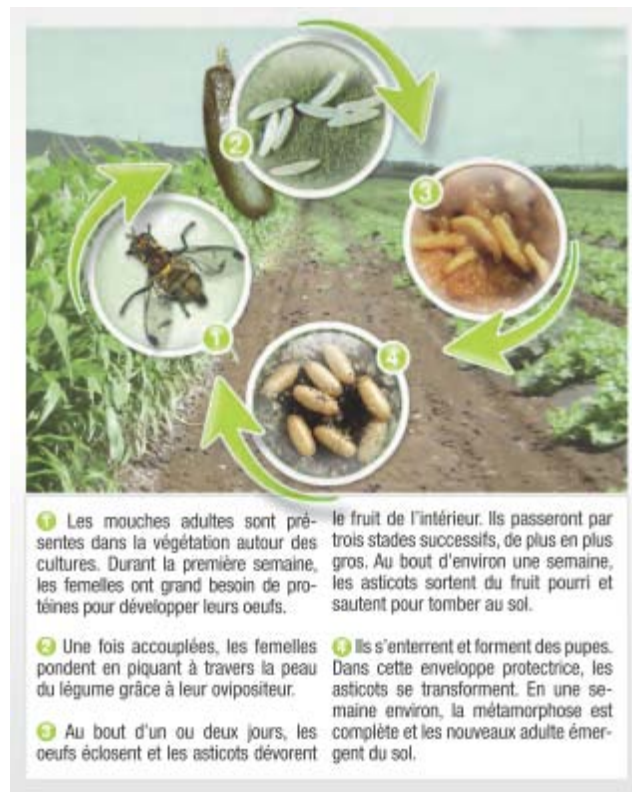 2
3
1
4
1 Les mouches adultes sont pré-
sentes dans la végétation autour des
cultures. Durant la première semaine,
les femelles ont grand besoin de pro-
téines pour développer leurs oeufs.
2 Une fois accouplées, les femelles
pondent en piquant à travers la peau
du légume grâce à leur ovipositeur.
3 Au bout d'un ou deux jours, les
oeufs éclosent et les asticots dévorent
le fruit de l'intérieur. Ils passeront par
trois stades successifs, de plus en plus
gros. Au bout d'environ une semaine,
les asticots sortent du fruit pourri et
sautent pour tomber au sol.
4 Ils s'enterrent et forment des pupes.
Dans cette enveloppe protectrice, les
asticots se transforment. En une se-
maine environ, la métamorphose est
complète et les nouveaux adulte émer-
gent du sol.